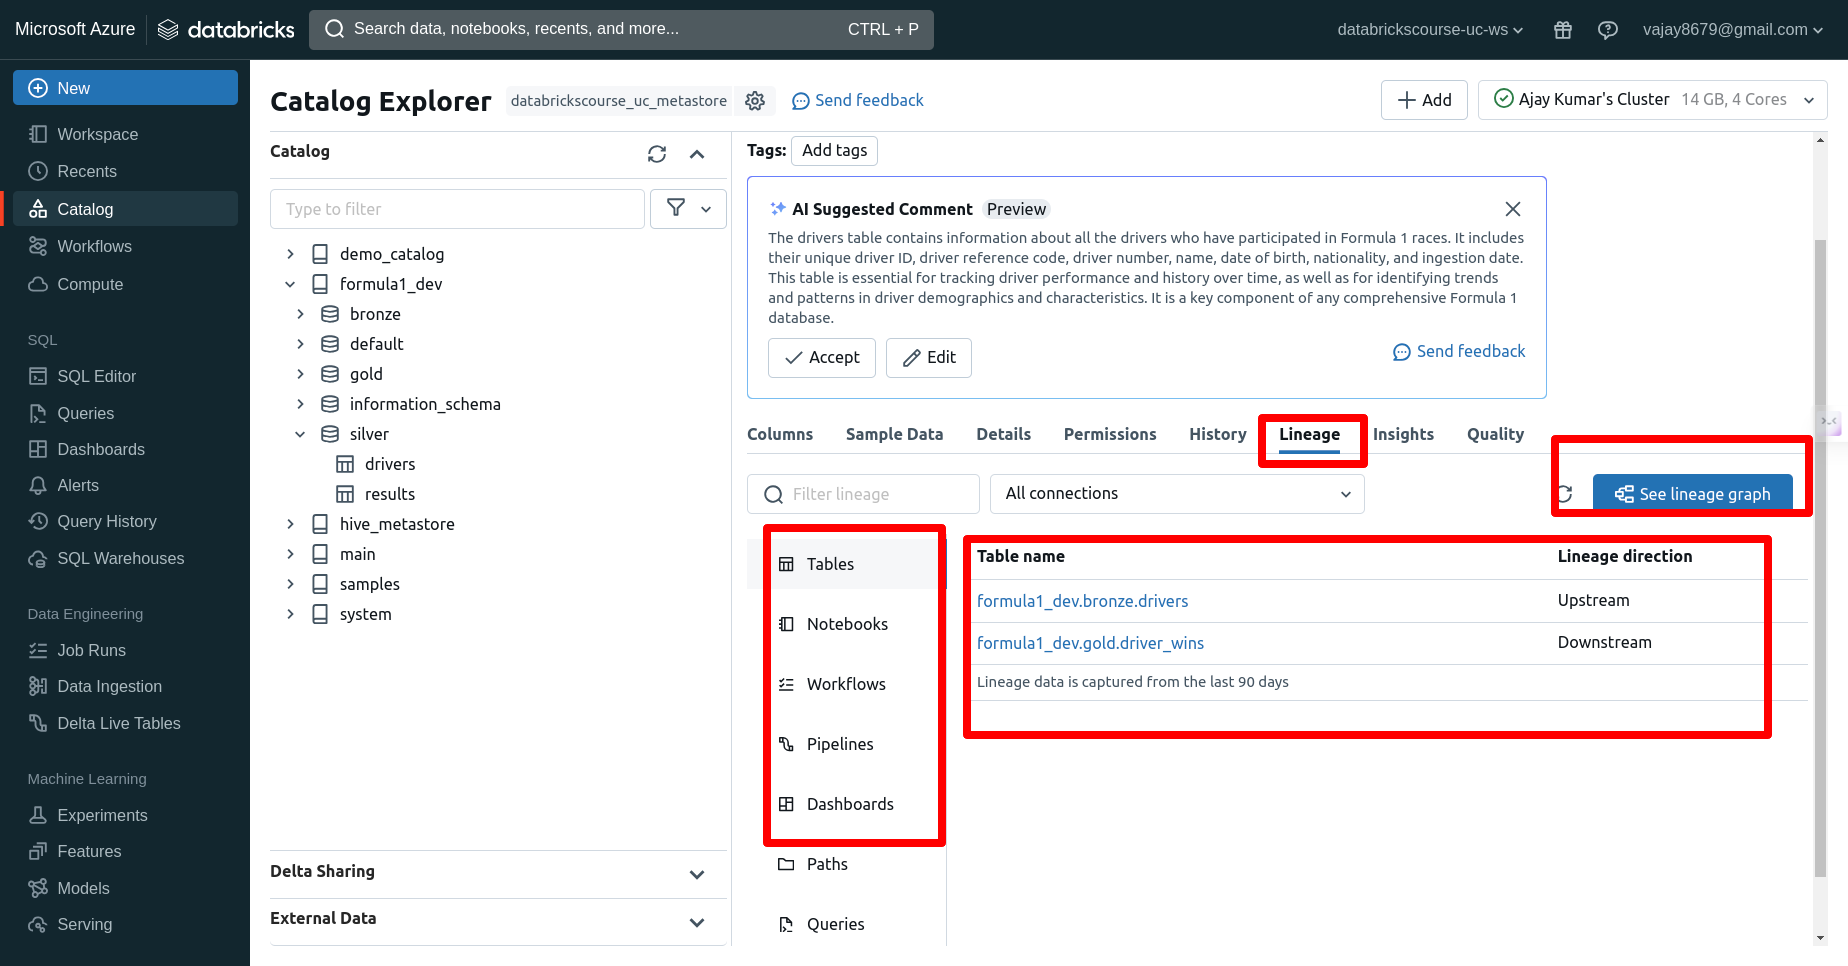 Microsoft Azure databricks Search data, notebooks, recents, and more... CTRL + P databrickscourse-uc-ws vajay8679@gmail.com
New
Workspace
Recents
Catalog
Workflows
Compute
SQL
SQL Editor
Queries
Dashboards
Alerts
Query History
SQL Warehouses
Data Engineering
Job Runs
Data Ingestion
Delta Live Tables
Machine Learning
Experiments
Features
Models
Serving
Catalog Explorer databrickscourse_uc_metastore Send feedback Add Ajay Kumar's Cluster 14 GB, 4 Cores
Catalog
Type to filter
demo_catalog
formula1_dev
bronze
default
gold
information_schema
silver
drivers
results
hive_metastore
main
samples
system
Delta Sharing
External Data
Tags: Add tags
AI Suggested Comment Preview
The drivers table contains information about all the drivers who have participated in Formula 1 races. It includes
their unique driver ID, driver reference code, driver number, name, date of birth, nationality, and ingestion date.
This table is essential for tracking driver performance and history over time, as well as for identifying trends
and patterns in driver demographics and characteristics. It is a key component of any comprehensive Formula 1
database.
Accept Edit Send feedback
Columns Sample Data Details Permissions History Lineage Insights Quality
Filter lineage All connections See lineage graph
Tables
Notebooks
Workflows
Pipelines
Dashboards
Paths
Queries
Table name Lineage direction
formula1_dev.bronze.drivers Upstream
formula1_dev.gold.driver_wins Downstream
Lineage data is captured from the last 90 days